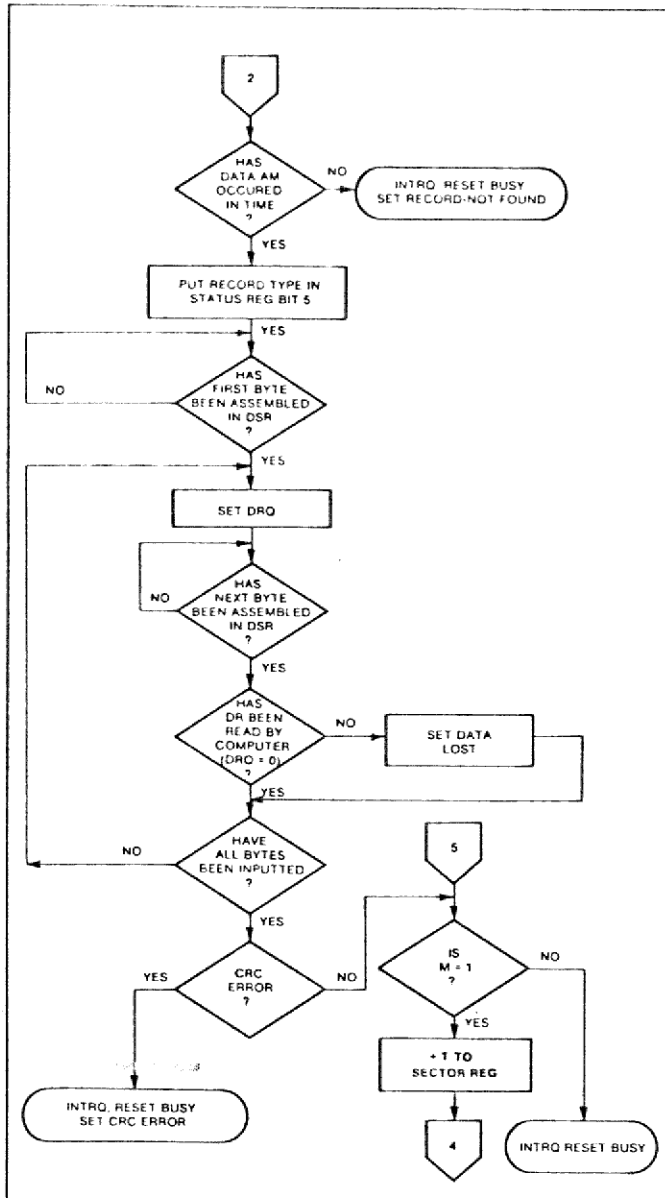 2
HAS
DATA AM
OCCURED
IN TIME
?
NO
INTRQ. RESET BUSY
SET RECORD-NOT FOUND
YES
PUT RECORD TYPE IN
STATUS REG BIT 5
YES
NO
HAS
FIRST BYTE
BEEN ASSEMBLED
IN DSR
?
YES
SET DRQ
NO
HAS
NEXT BYTE
BEEN ASSEMBLED
IN DSR
?
YES
HAS
DR BEEN
READ BY
COMPUTER
(DRQ = 0)
?
NO
SET DATA
LOST
YES
NO
HAVE
ALL BYTES
BEEN INPUTTED
?
YES
5
YES
CRC
ERROR
?
NO
IS
M = 1
?
NO
YES
+ 1 TO
SECTOR REG
INTRQ, RESET BUSY
SET CRC ERROR
4
INTRQ RESET BUSY